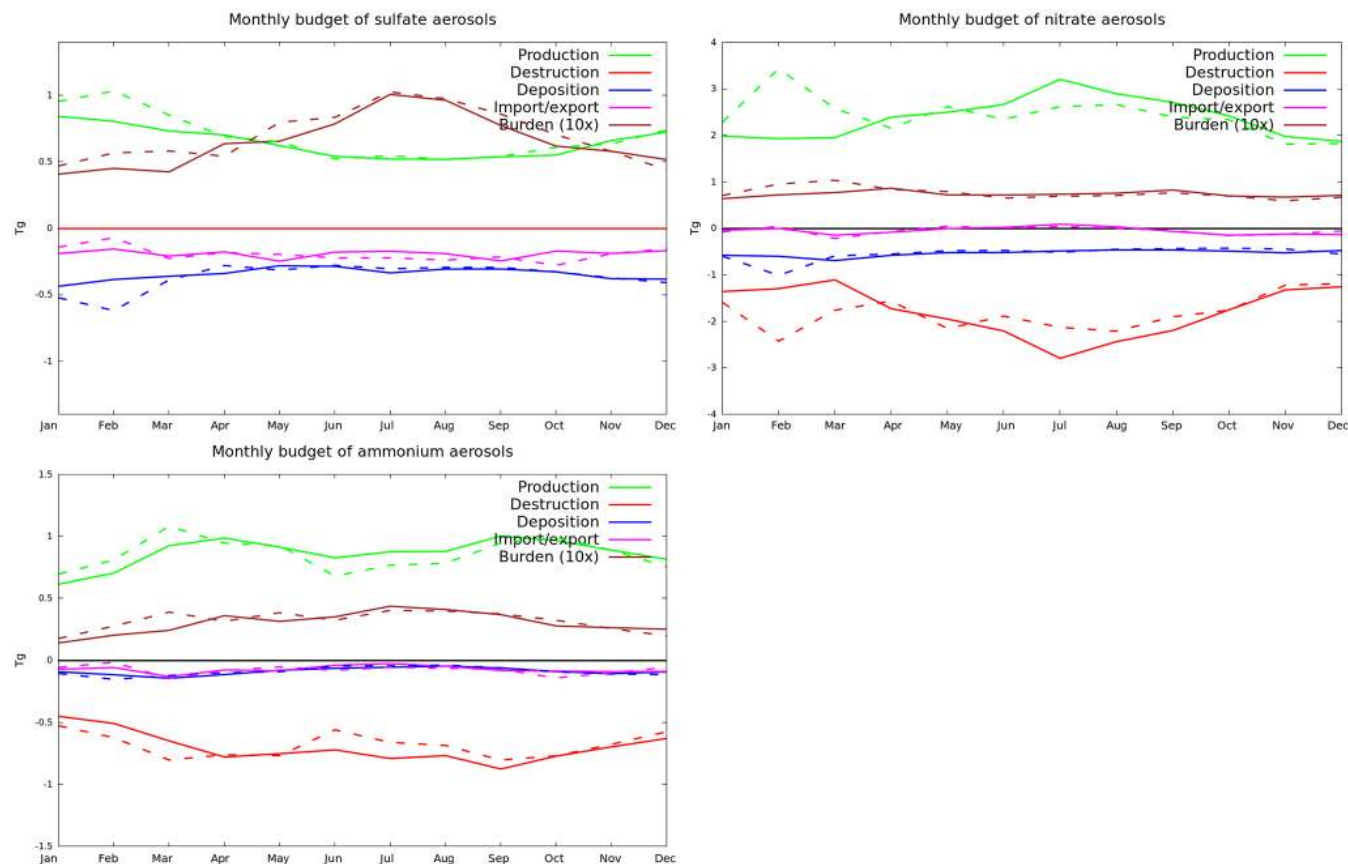 Monthly budget of sulfate aerosols
Production
Destruction
Deposition
Import/export
Burden (10x)
1
0.5
0
-0.5
-1
Tg
Jan Feb Mar Apr May Jun Jul Aug Sep Oct Nov Dec
Monthly budget of nitrate aerosols
Production
Destruction
Deposition
Import/export
Burden (10x)
4
3
2
1
0
-1
-2
-3
-4
Tg
Jan Feb Mar Apr May Jun Jul Aug Sep Oct Nov Dec
Monthly budget of ammonium aerosols
Production
Destruction
Deposition
Import/export
Burden (10x)
1.5
1
0.5
0
-0.5
-1
-1.5
Tg
Jan Feb Mar Apr May Jun Jul Aug Sep Oct Nov Dec